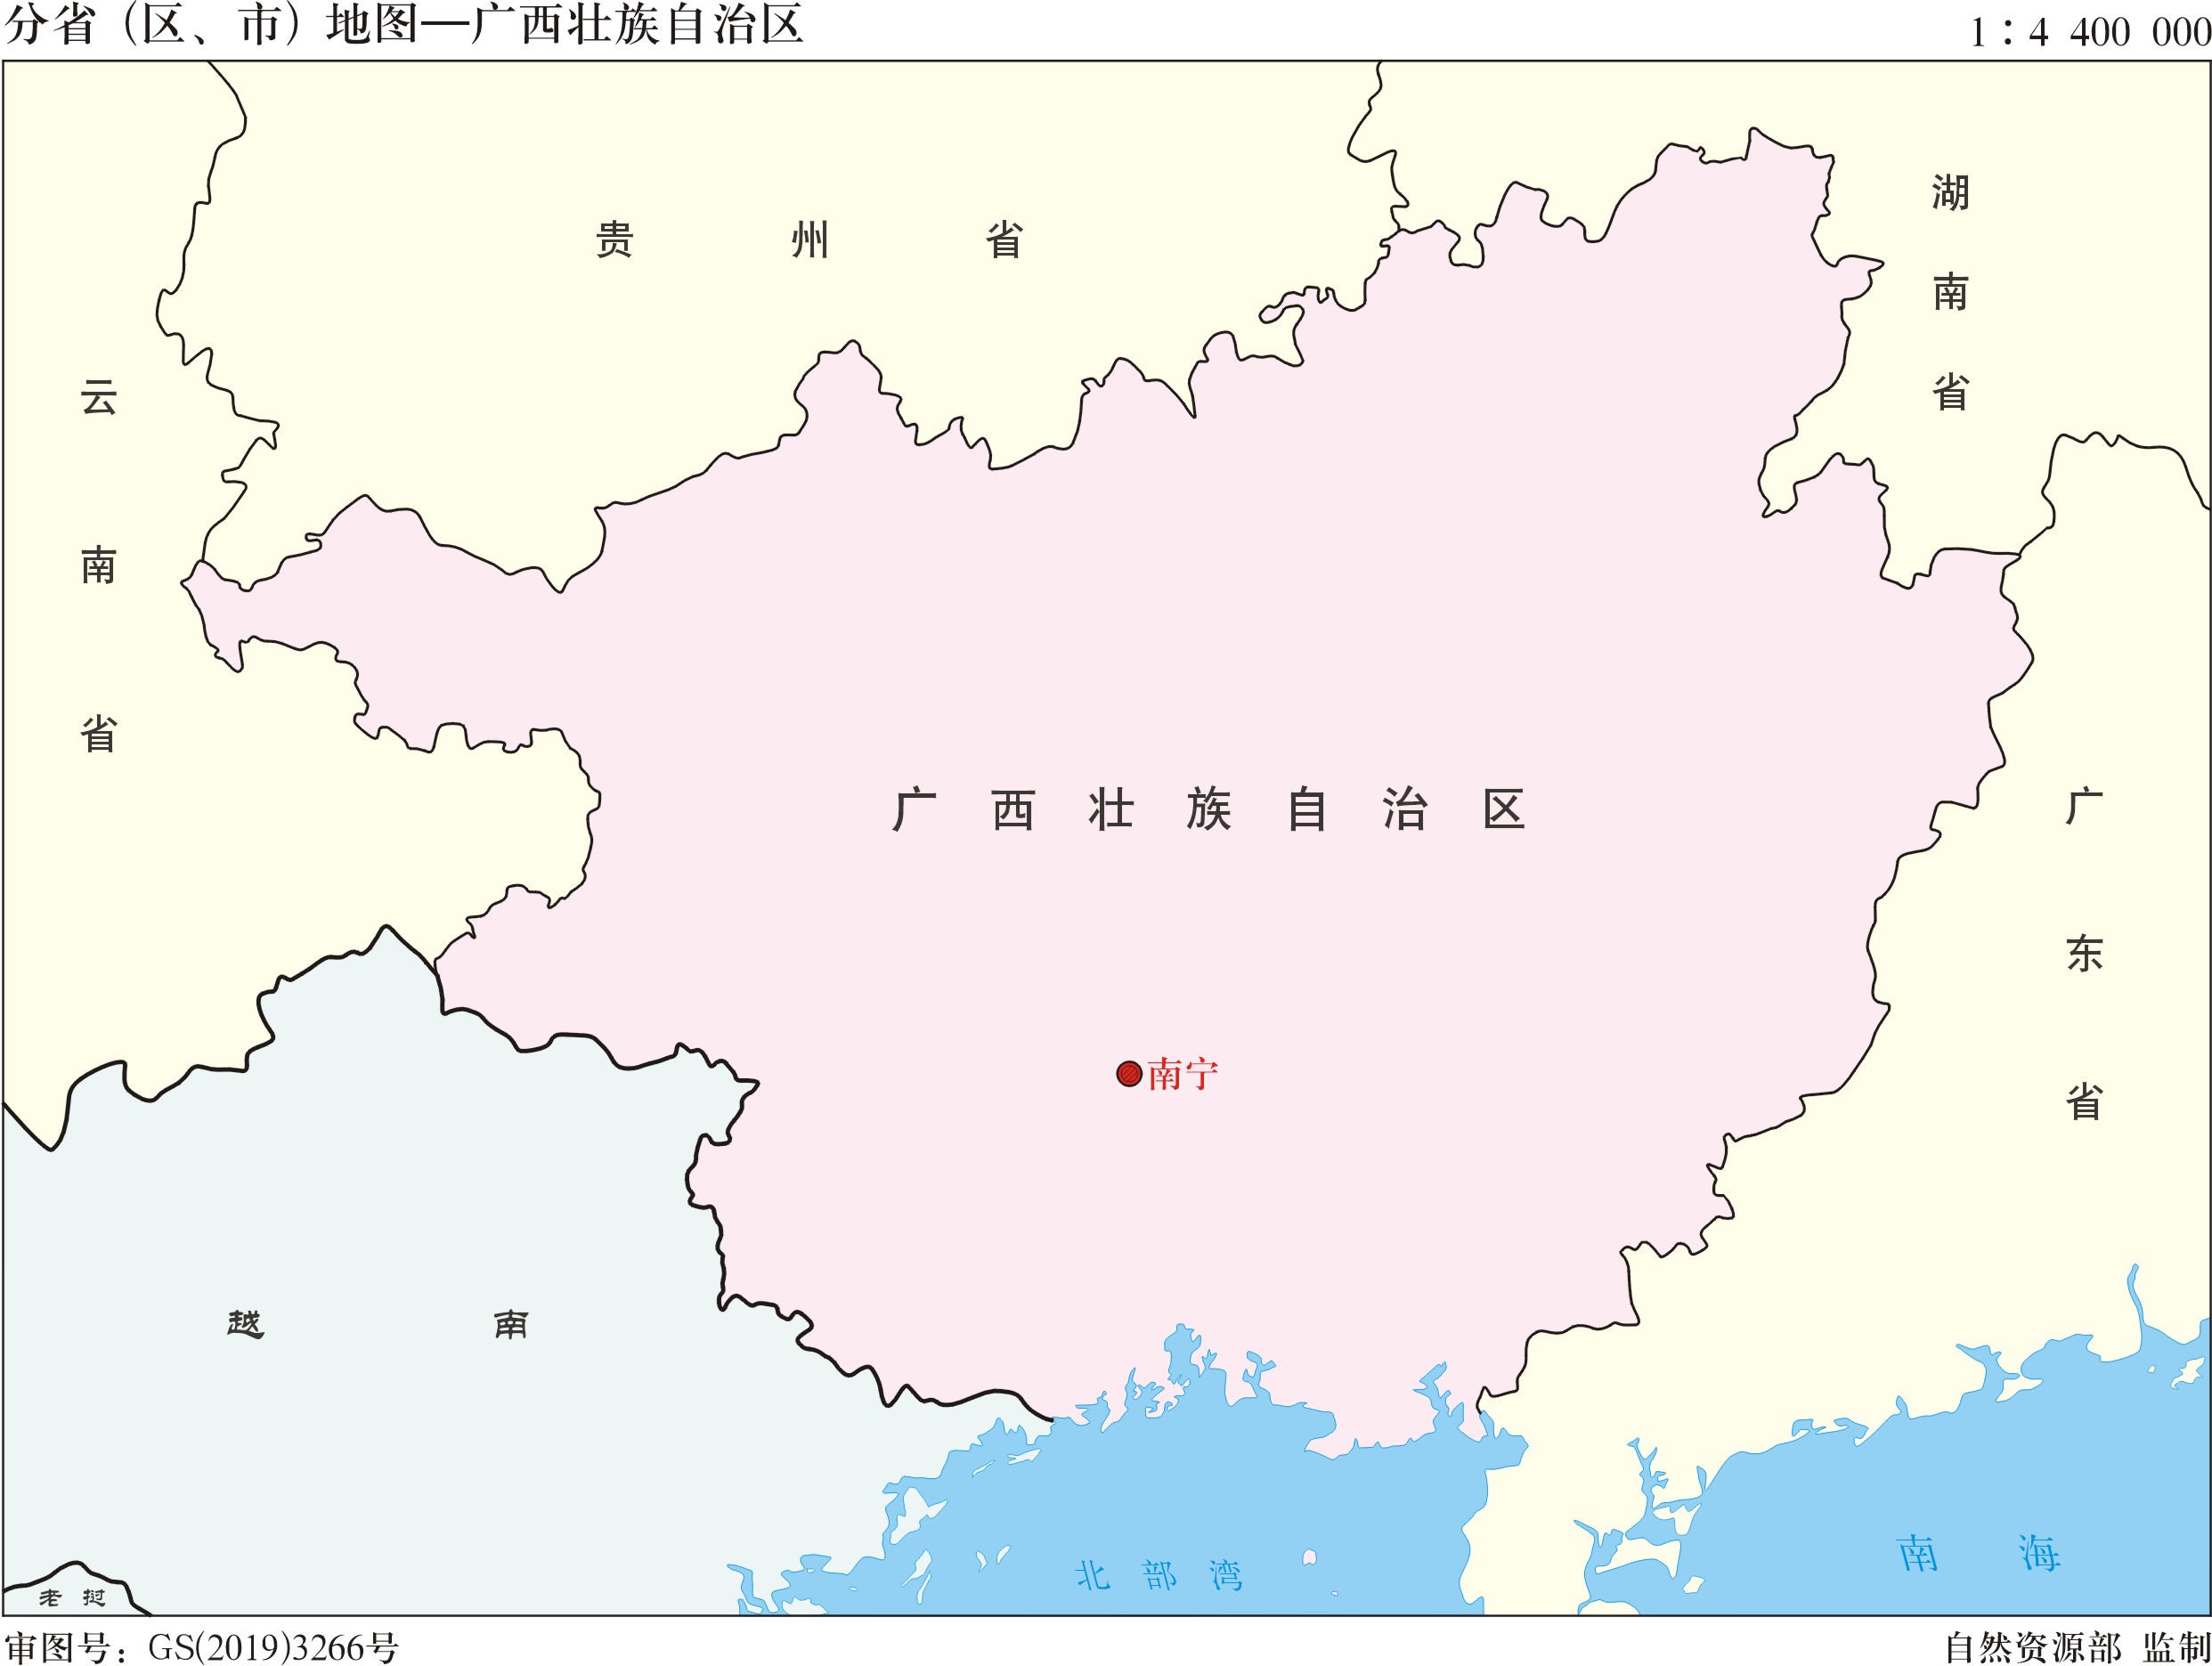 分省（区、市）地图—广西壮族自治区
1：4 400 000
贵州省
湖南省
云南省
广西壮族自治区
广东省
南宁
越南
北部湾
南海
老挝
审图号：GS(2019)3266号
自然资源部 监制